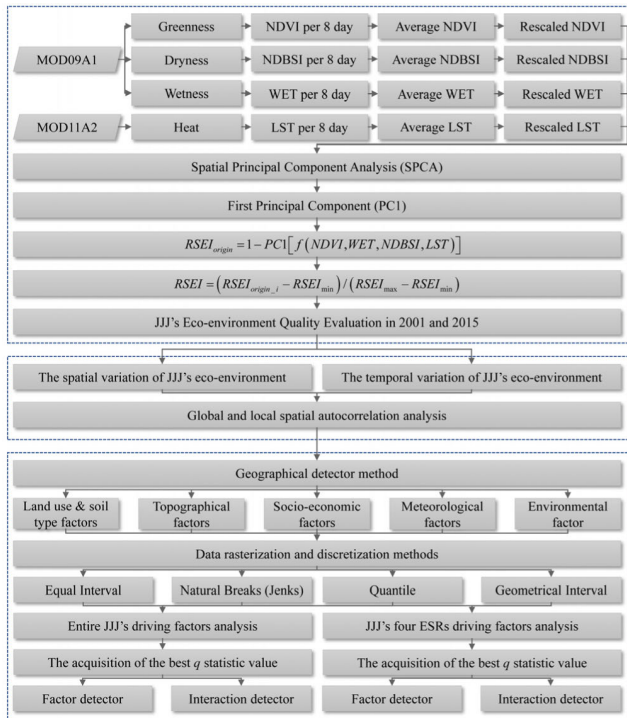 Greenness NDVI per 8 day Average NDVI Rescaled NDVI
MOD09A1 Dryness NDBSI per 8 day Average NDBSI Rescaled NDBSI
Wetness WET per 8 day Average WET Rescaled WET
MOD11A2 Heat LST per 8 day Average LST Rescaled LST
Spatial Principal Component Analysis (SPCA)
First Principal Component (PC1)
RSEI_origin = 1 − PC1[f(NDVI,WET,NDBSI,LST)]
RSEI = (RSEI_origin_i − RSEI_min)/(RSEI_max − RSEI_min)
JJJ's Eco-environment Quality Evaluation in 2001 and 2015
The spatial variation of JJJ's eco-environment The temporal variation of JJJ's eco-environment
Global and local spatial autocorrelation analysis
Geographical detector method
Land use & soil
type factors
Topographical
factors
Socio-economic
factors
Meteorological
factors
Environmental
factor
Data rasterization and discretization methods
Equal Interval Natural Breaks (Jenks) Quantile Geometrical Interval
Entire JJJ's driving factors analysis JJJ's four ESRs driving factors analysis
The acquisition of the best q statistic value The acquisition of the best q statistic value
Factor detector Interaction detector Factor detector Interaction detector